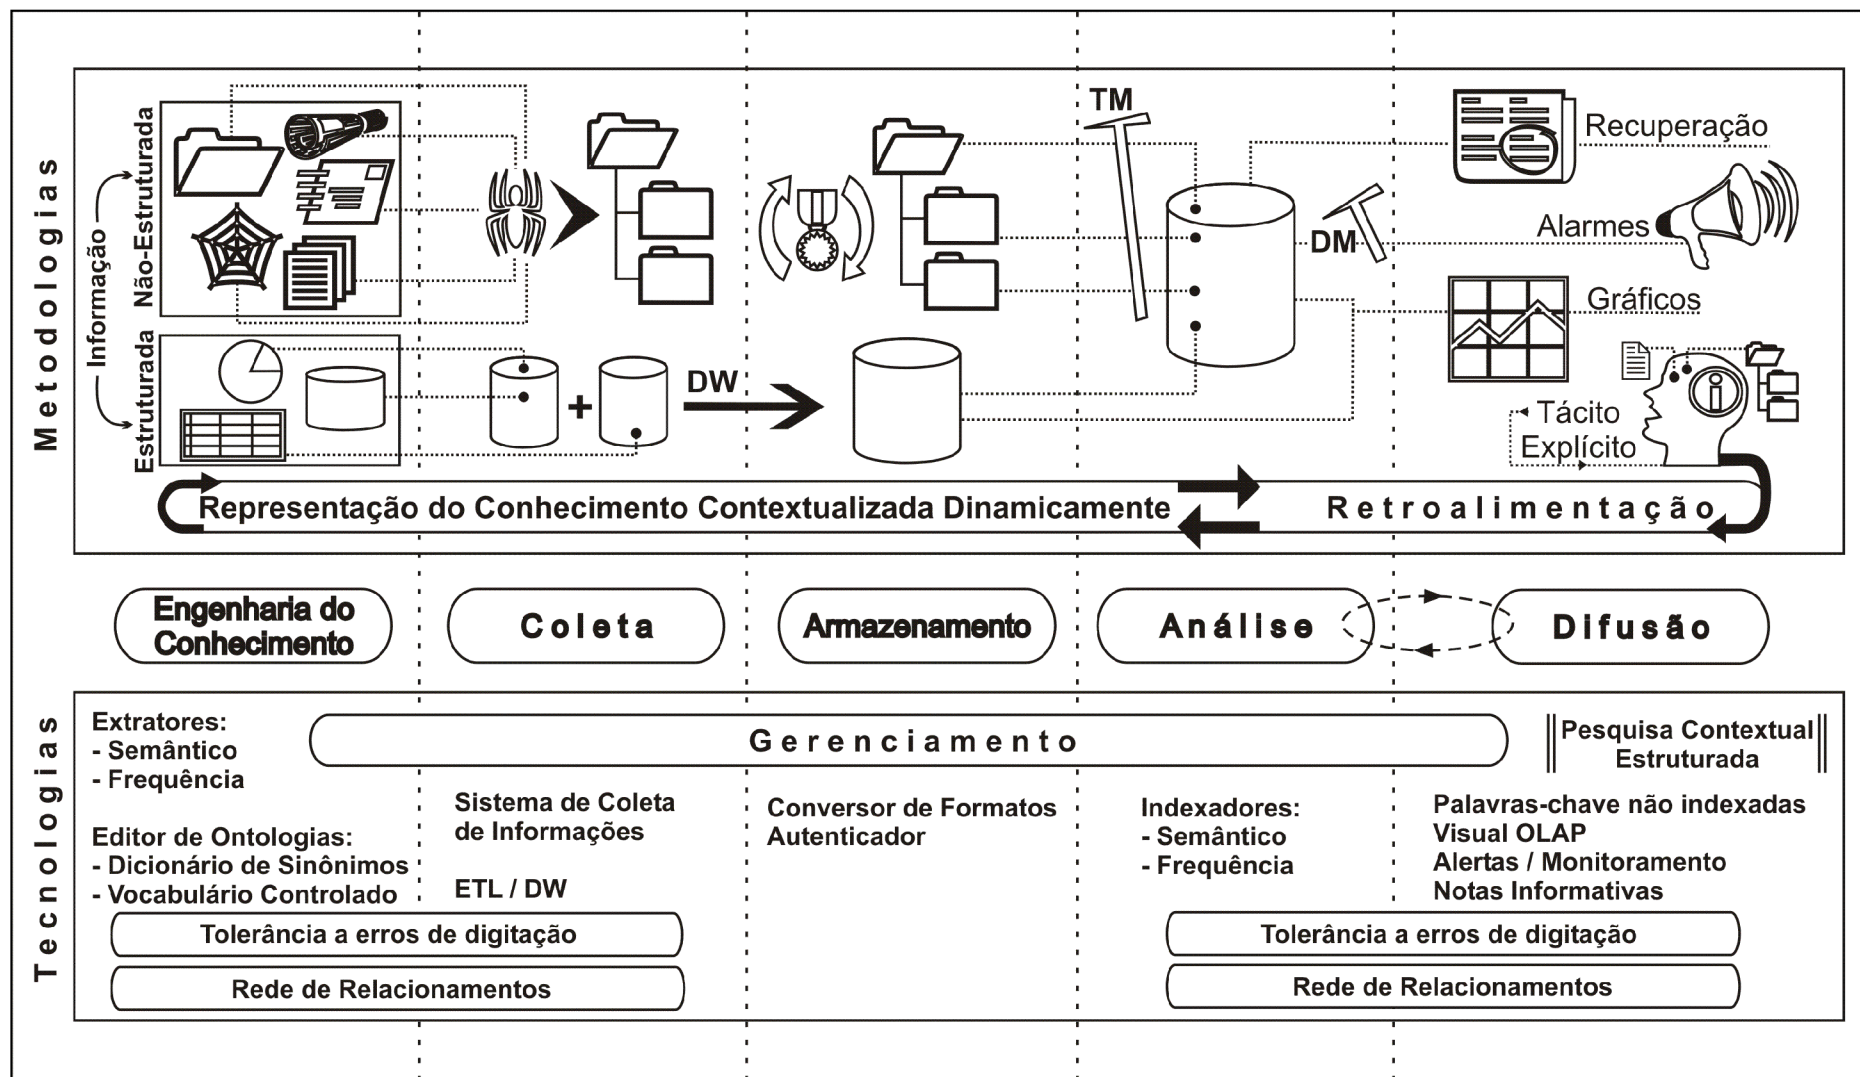 Metodologias
Informação
Não-Estruturada
Estruturada
TM
DM
DW
+
Recuperação
Alarmes
Gráficos
Tácito
Explícito
Representação do Conhecimento Contextualizada Dinamicamente
Retroalimentação
Engenharia do
Conhecimento
Coleta
Armazenamento
Análise
Difusão
Tecnologias
Extratores:
- Semântico
- Frequência
Editor de Ontologias:
- Dicionário de Sinônimos
- Vocabulário Controlado
Gerenciamento
Sistema de Coleta
de Informações
ETL / DW
Conversor de Formatos
Autenticador
Indexadores:
- Semântico
- Frequência
Pesquisa Contextual
Estruturada
Palavras-chave não indexadas
Visual OLAP
Alertas / Monitoramento
Notas Informativas
Tolerância a erros de digitação
Rede de Relacionamentos
Tolerância a erros de digitação
Rede de Relacionamentos